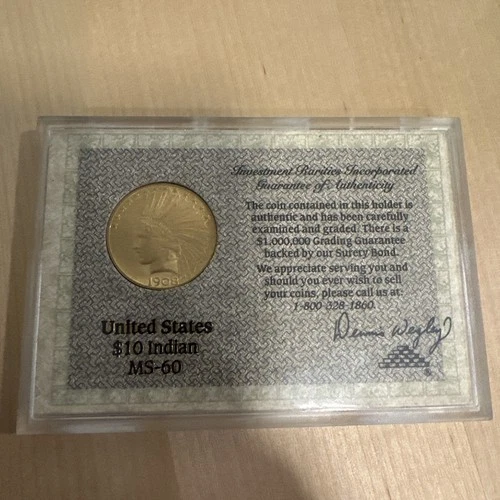 Investment Rarities Incorporated
Guarantee of Authenticity
The coin contained in this holder is
authentic and has been carefully
examined and graded. There is a
$1,000,000 Grading Guarantee
backed by our Surety Bond.
We appreciate serving you and
should you ever wish to sell
your coins, please call us at:
1-800-328-1860.
1908
United States
$10 Indian
MS-60